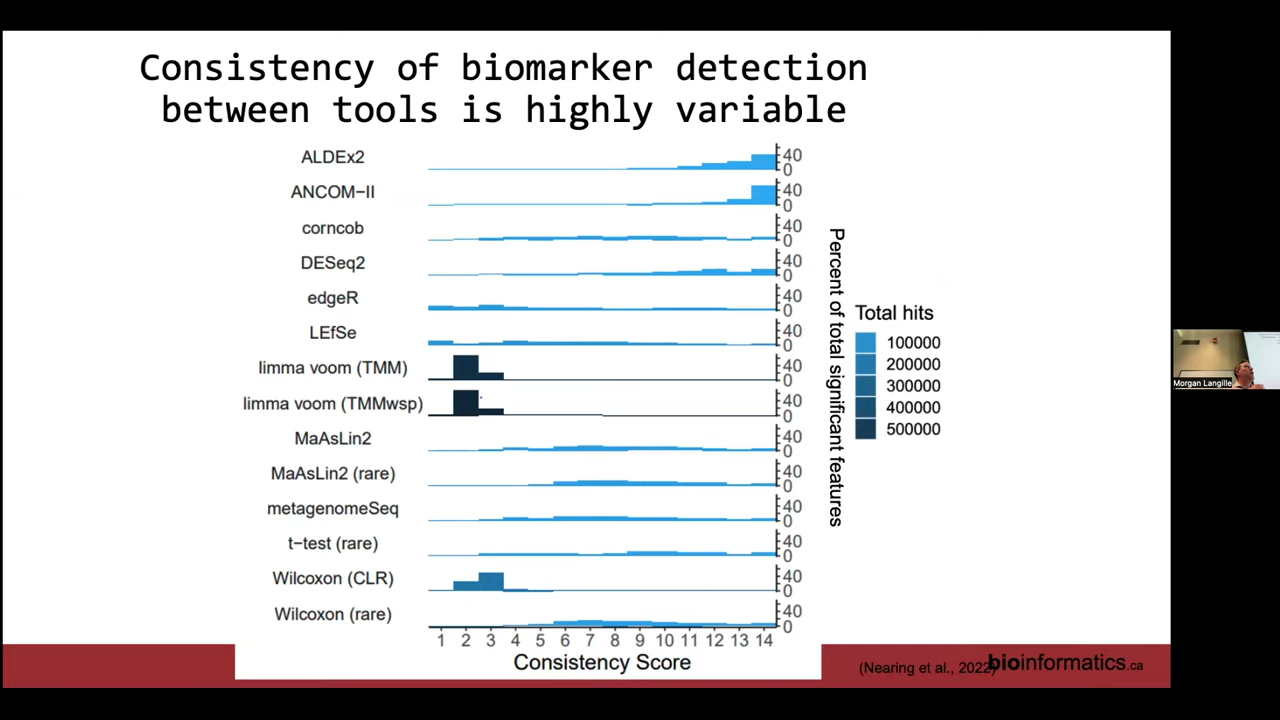 Consistency of biomarker detection
between tools is highly variable
ALDEx2
40
0
ANCOM−II
40
0
corncob
40
0
DESeq2
40
0
edgeR
40
0
LEfSe
40
0
limma voom (TMM)
40
0
limma voom (TMMwsp)
40
0
MaAsLin2
40
0
MaAsLin2 (rare)
40
0
metagenomeSeq
40
0
t−test (rare)
40
0
Wilcoxon (CLR)
40
0
Wilcoxon (rare)
40
0
1 2 3 4 5 6 7 8 9 10 11 12 13 14
Consistency Score
Percent of total significant features
Total hits
100000
200000
300000
400000
500000
Morgan Langille
(Nearing et al., 2022)
bioinformatics.ca